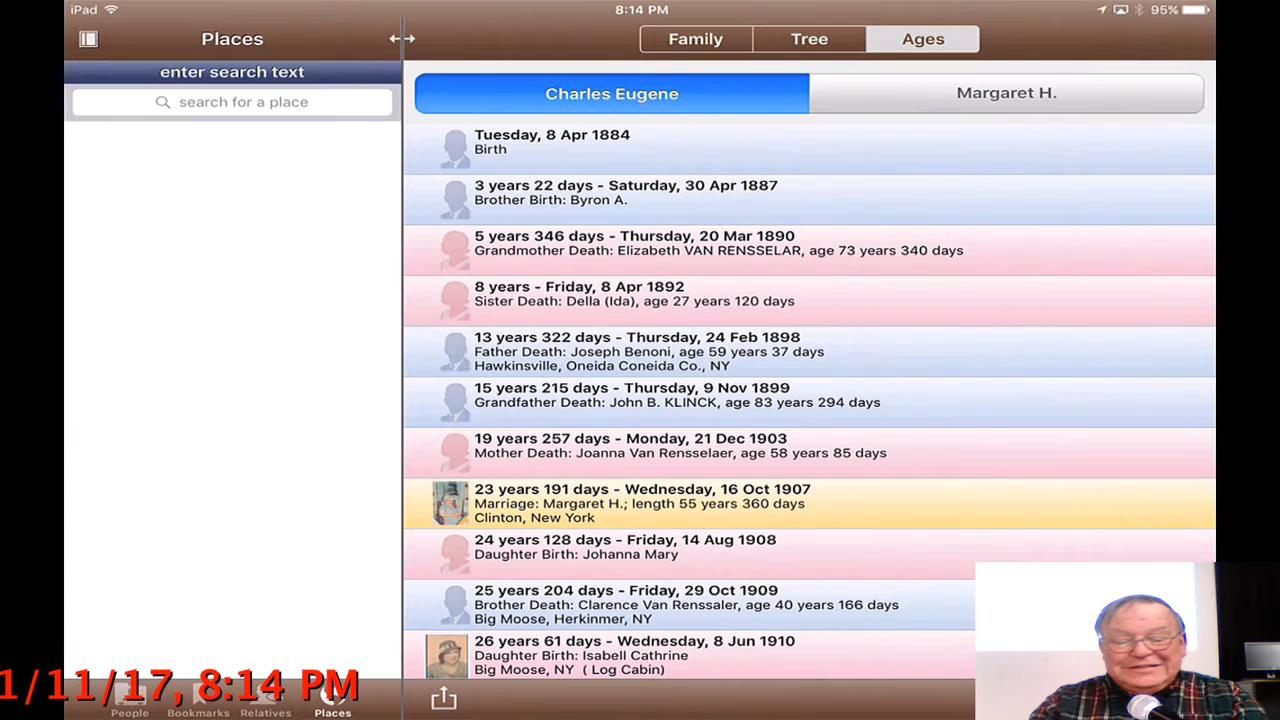 iPad 8:14 PM 95%
Places
Family Tree Ages
enter search text
search for a place
Charles Eugene Margaret H.
Tuesday, 8 Apr 1884
Birth
3 years 22 days - Saturday, 30 Apr 1887
Brother Birth: Byron A.
5 years 346 days - Thursday, 20 Mar 1890
Grandmother Death: Elizabeth VAN RENSSELAR, age 73 years 340 days
8 years - Friday, 8 Apr 1892
Sister Death: Della (Ida), age 27 years 120 days
13 years 322 days - Thursday, 24 Feb 1898
Father Death: Joseph Benoni, age 59 years 37 days
Hawkinsville, Oneida Coneida Co., NY
15 years 215 days - Thursday, 9 Nov 1899
Grandfather Death: John B. KLINCK, age 83 years 294 days
19 years 257 days - Monday, 21 Dec 1903
Mother Death: Joanna Van Rensselaer, age 58 years 85 days
23 years 191 days - Wednesday, 16 Oct 1907
Marriage: Margaret H.; length 55 years 360 days
Clinton, New York
24 years 128 days - Friday, 14 Aug 1908
Daughter Birth: Johanna Mary
25 years 204 days - Friday, 29 Oct 1909
Brother Death: Clarence Van Renssaler, age 40 years 166 days
Big Moose, Herkinmer, NY
26 years 61 days - Wednesday, 8 Jun 1910
Daughter Birth: Isabell Cathrine
Big Moose, NY ( Log Cabin)
1/11/17, 8:14 PM
People Bookmarks Relatives Places